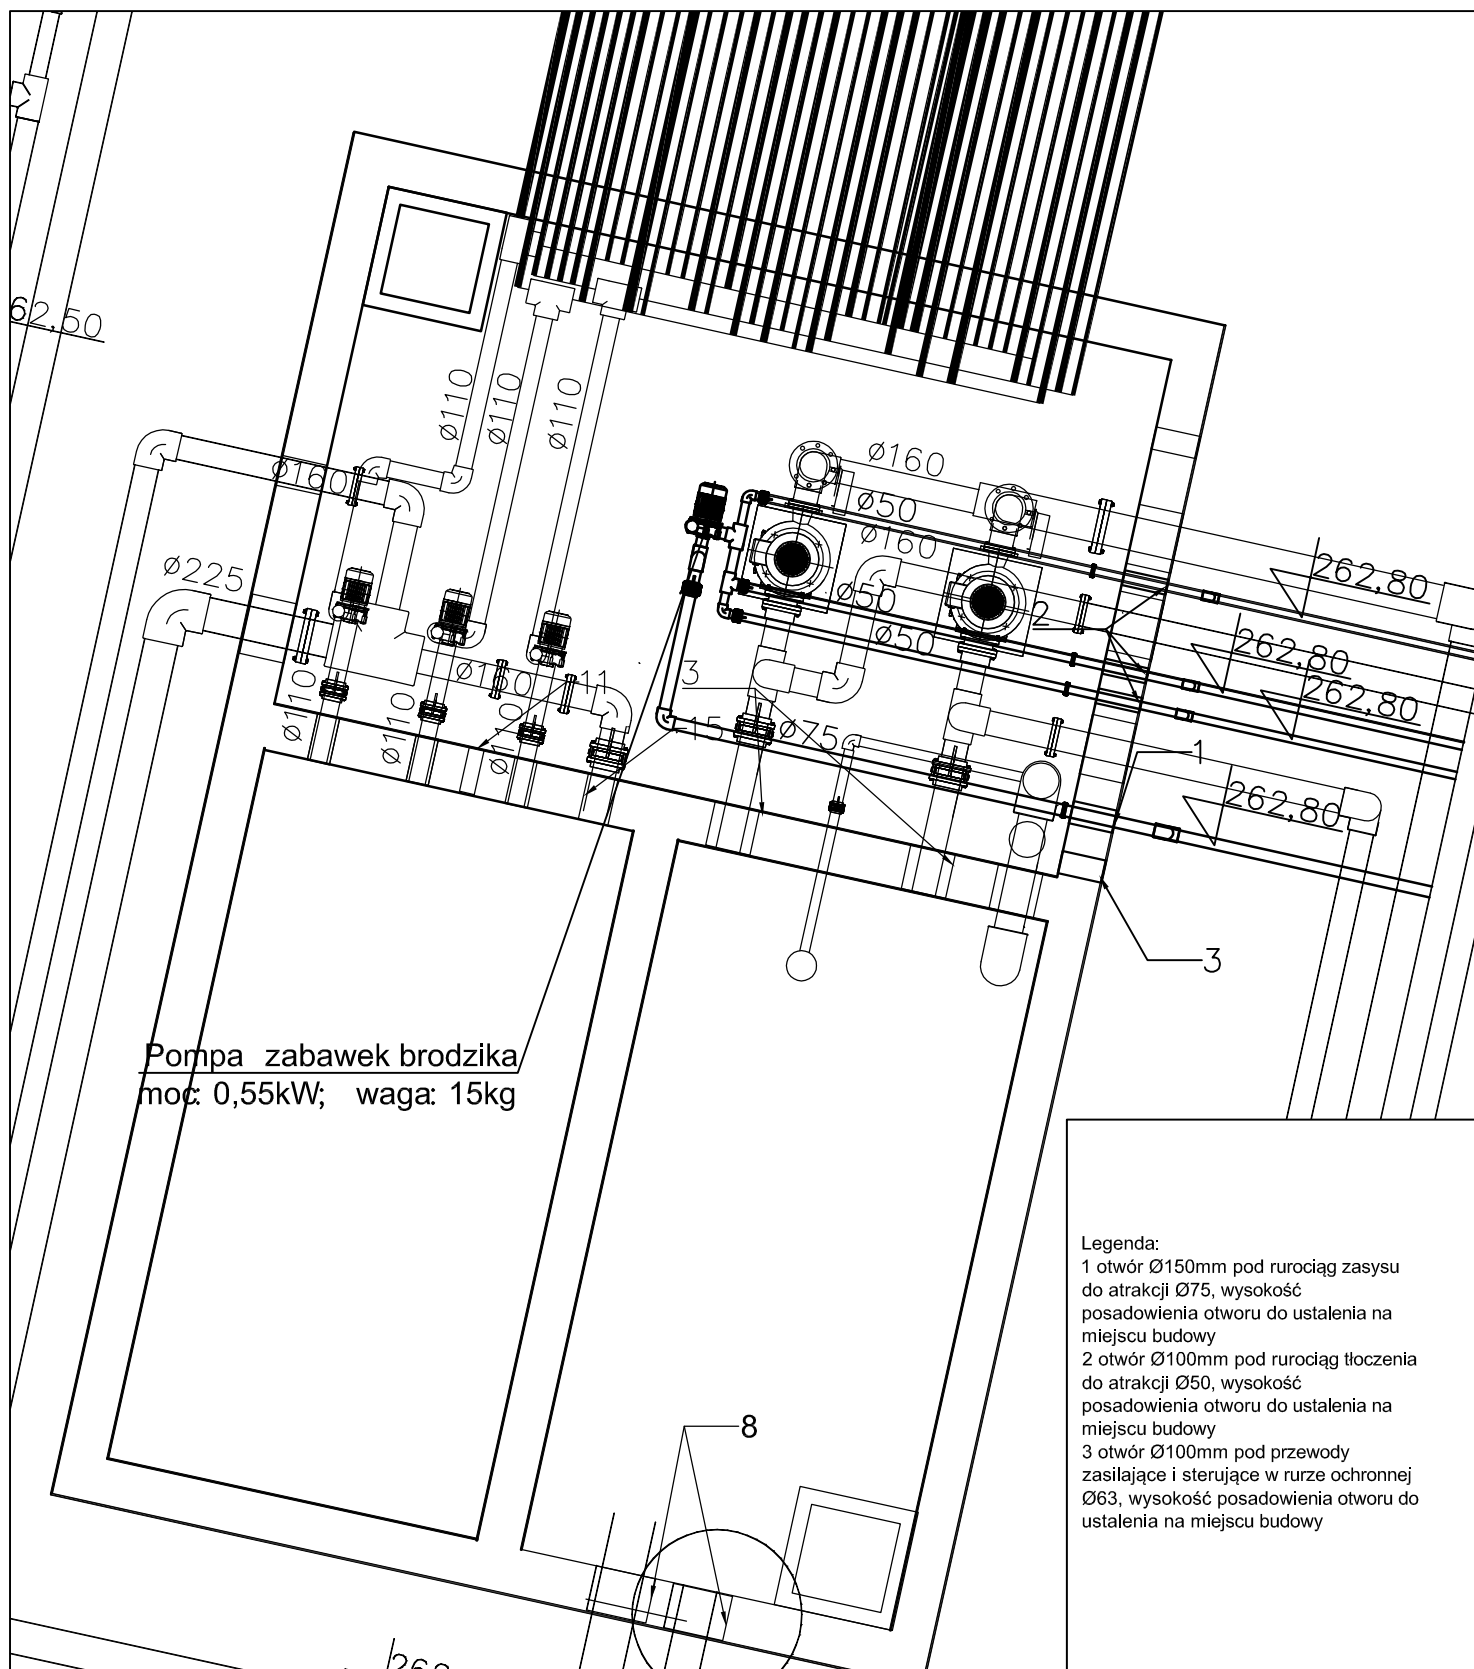 62,50
ø110
ø110
ø110
ø160
ø160
ø50
ø160
ø225
262,80
ø50
2
ø50
262,80
ø160
11
3
262,80
ø110
ø110
ø110
15
ø75
1
262,80
3
Pompa zabawek brodzika
moc: 0,55kW; waga: 15kg
Legenda:
1 otwór Ø150mm pod rurociąg zasysu
do atrakcji Ø75, wysokość
posadowienia otworu do ustalenia na
miejscu budowy
2 otwór Ø100mm pod rurociąg tłoczenia
do atrakcji Ø50, wysokość
posadowienia otworu do ustalenia na
miejscu budowy
3 otwór Ø100mm pod przewody
zasilające i sterujące w rurze ochronnej
Ø63, wysokość posadowienia otworu do
ustalenia na miejscu budowy
8